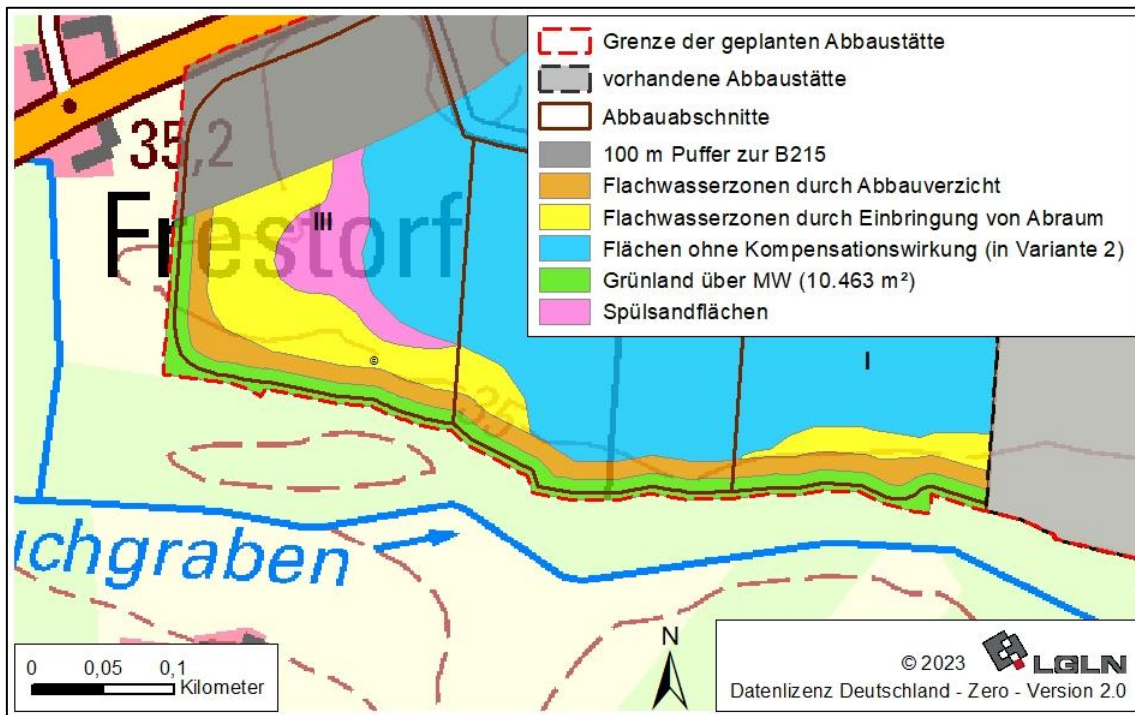 Grenze der geplanten Abbaustätte
vorhandene Abbaustätte
Abbauabschnitte
100 m Puffer zur B215
Flachwasserzonen durch Abbauverzicht
Flachwasserzonen durch Einbringung von Abraum
Flächen ohne Kompensationswirkung (in Variante 2)
Grünland über MW (10.463 m²)
Spülsandflächen
35,2
III
Frestorf
I
©
35
uchgraben
N
0 0,05 0,1
Kilometer
© 2023 LGLN
Datenlizenz Deutschland - Zero - Version 2.0